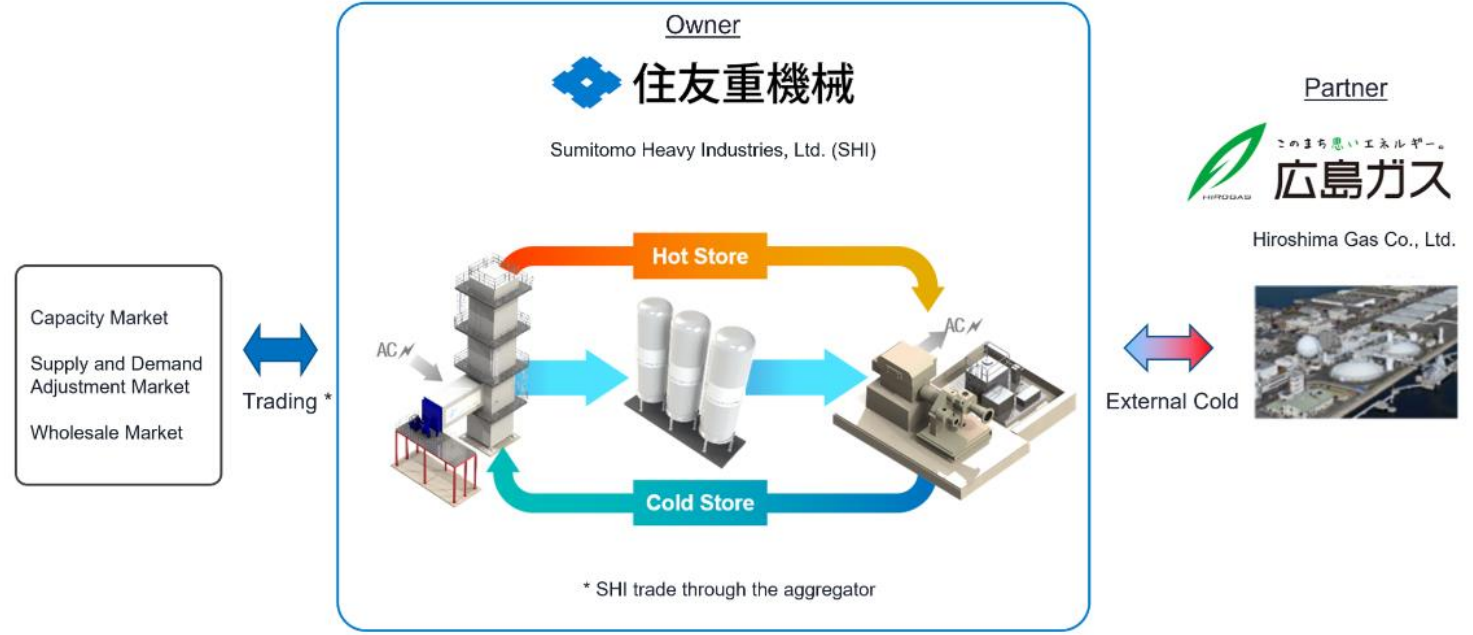 Owner
住友重機械
Sumitomo Heavy Industries, Ltd. (SHI)
Partner
このまち思いエネルギー。
HIROGAS
広島ガス
Hiroshima Gas Co., Ltd.
Capacity Market
Supply and Demand
Adjustment Market
Wholesale Market
Trading *
Hot Store
AC
AC
Cold Store
External Cold
* SHI trade through the aggregator